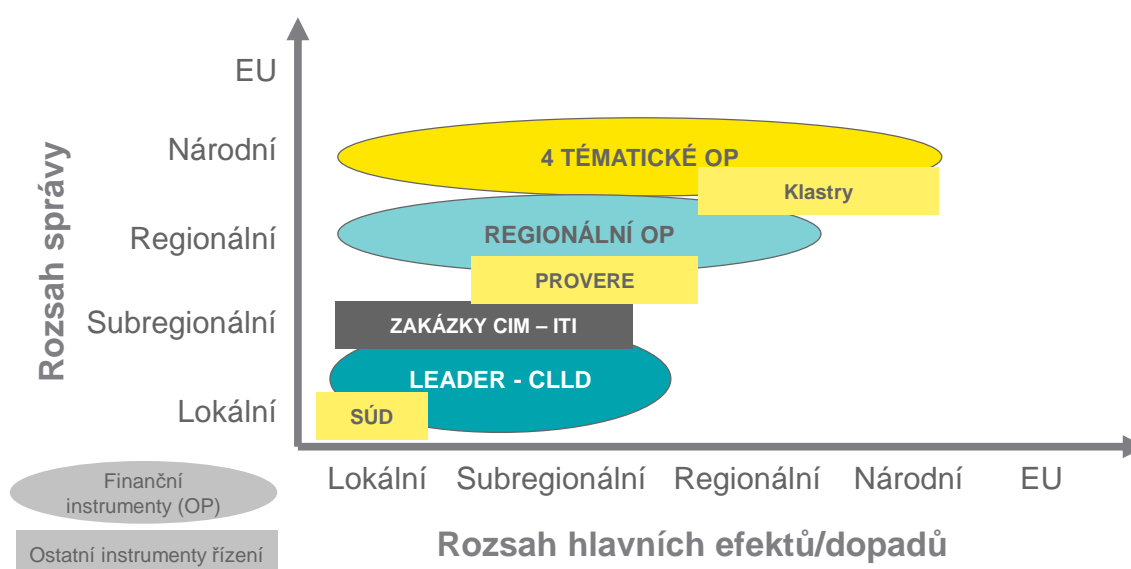 Rozsah správy
EU
Národní
Regionální
Subregionální
Lokální
4 TÉMATICKÉ OP
Klastry
REGIONÁLNÍ OP
PROVERE
ZAKÁZKY CIM – ITI
LEADER - CLLD
SÚD
Lokální Subregionální Regionální Národní EU
Rozsah hlavních efektů/dopadů
Finanční
instrumenty (OP)
Ostatní instrumenty řízení